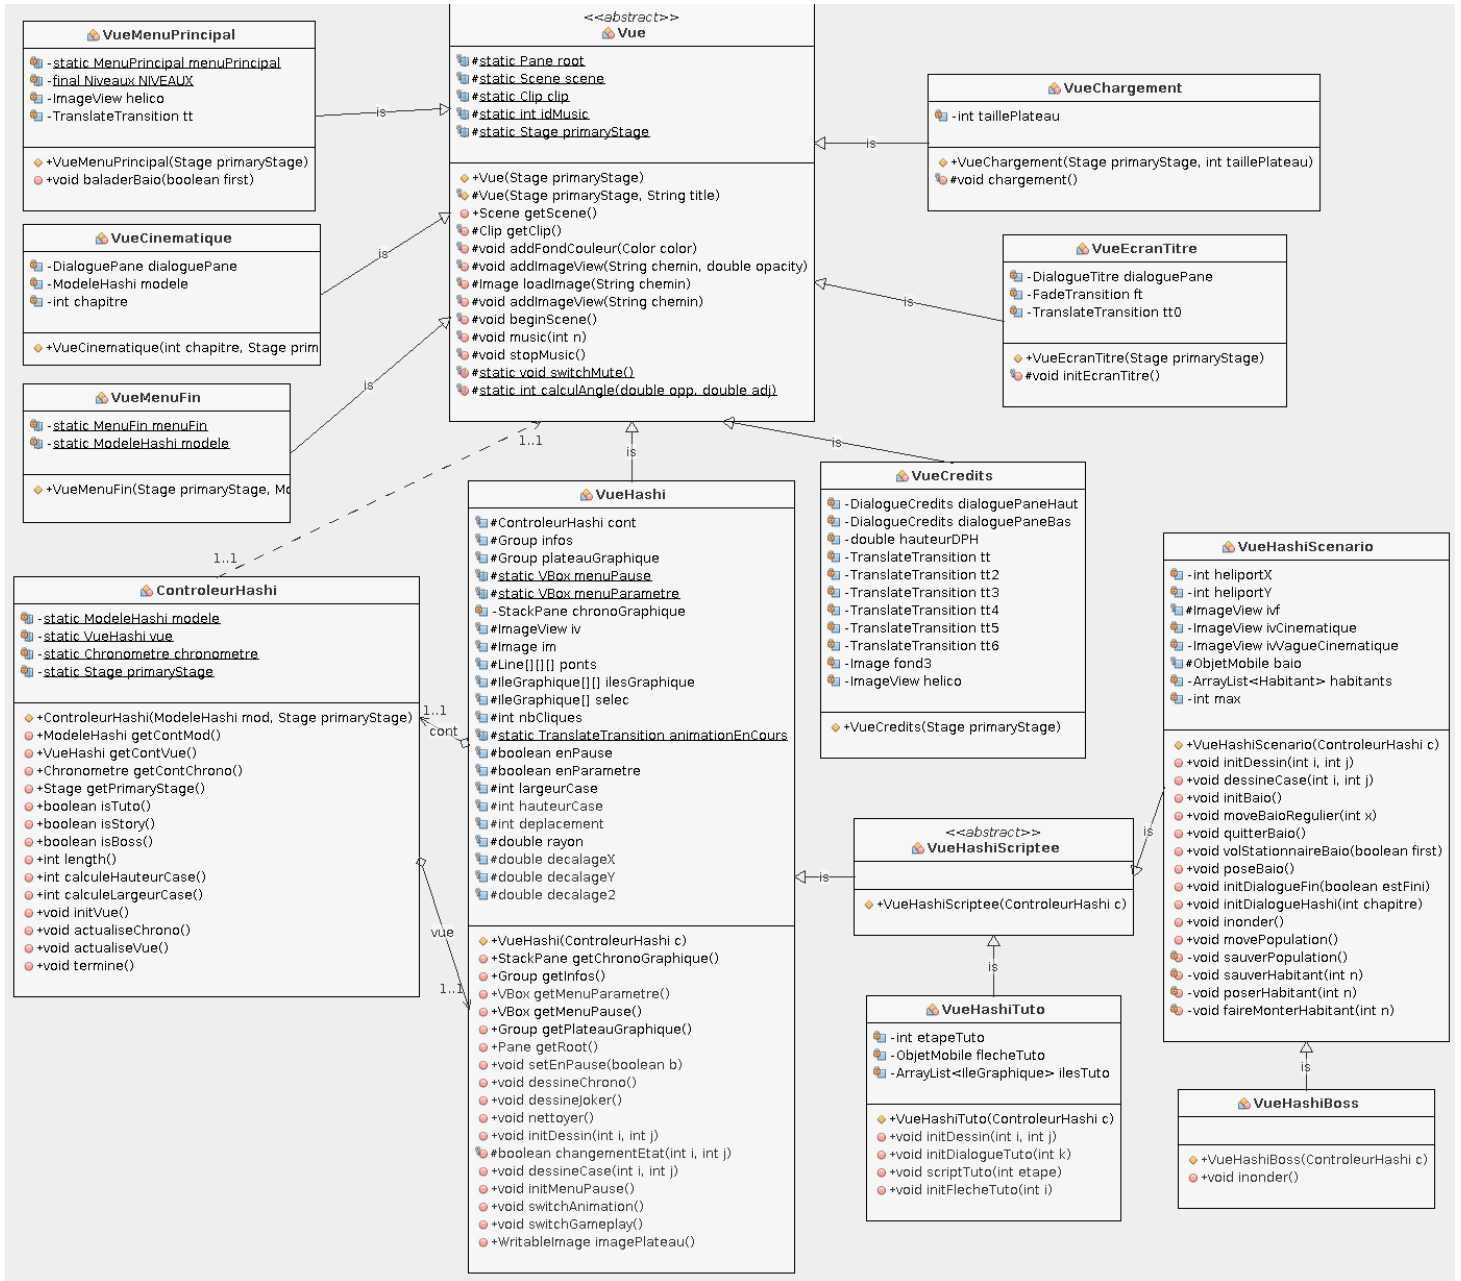 VueMenuPrincipal
-static MenuPrincipal menuPrincipal
-final Niveaux NIVEAUX
-ImageView helico
-TranslateTransition tt
+VueMenuPrincipal(Stage primaryStage)
+void baladerBaio(boolean first)
is
<<abstract>>
Vue
#static Pane root
#static Scene scene
#static Clip clip
#static int idMusic
#static Stage primaryStage
+Vue(Stage primaryStage)
#Vue(Stage primaryStage, String title)
+Scene getScene()
#Clip getClip()
#void addFondCouleur(Color color)
#void addImageView(String chemin, double opacity)
#Image loadImage(String chemin)
#void addImageView(String chemin)
#void beginScene()
#void music(int n)
#void stopMusic()
#static void switchMute()
#static int calculAngle(double opp, double adj)
is
VueChargement
-int taillePlateau
+VueChargement(Stage primaryStage, int taillePlateau)
#void chargement()
VueCinematique
-DialoguePane dialoguePane
-ModeleHashi modele
-int chapitre
+VueCinematique(int chapitre, Stage prim
is
is
VueEcranTitre
-DialogueTitre dialoguePane
-FadeTransition ft
-TranslateTransition tt0
+VueEcranTitre(Stage primaryStage)
#void initEcranTitre()
VueMenuFin
-static MenuFin menuFin
-static ModeleHashi modele
+VueMenuFin(Stage primaryStage, Mo
is
1..1
1..1
is
is
VueCredits
-DialogueCredits dialoguePaneHaut
-DialogueCredits dialoguePaneBas
-double hauteurDPH
-TranslateTransition tt
-TranslateTransition tt2
-TranslateTransition tt3
-TranslateTransition tt4
-TranslateTransition tt5
-TranslateTransition tt6
-Image fond3
-ImageView helico
+VueCredits(Stage primaryStage)
ControleurHashi
-static ModeleHashi modele
-static VueHashi vue
-static Chronometre chronometre
-static Stage primaryStage
+ControleurHashi(ModeleHashi mod, Stage primaryStage)
+ModeleHashi getContMod()
+VueHashi getContVue()
+Chronometre getContChrono()
+Stage getPrimaryStage()
+boolean isTuto()
+boolean isStory()
+boolean isBoss()
+int length()
+int calculeHauteurCase()
+int calculeLargeurCase()
+void initVue()
+void actualiseChrono()
+void actualiseVue()
+void termine()
1..1
cont
vue
1..1
VueHashi
#ControleurHashi cont
#Group infos
#Group plateauGraphique
#static VBox menuPause
#static VBox menuParametre
-StackPane chronoGraphique
#ImageView iv
#Image im
#Line[][][] ponts
#IleGraphique[][] ilesGraphique
#IleGraphique[] selec
#int nbCliques
#static TranslateTransition animationEnCours
#boolean enPause
#boolean enParametre
#int largeurCase
#int hauteurCase
#int deplacement
#double rayon
#double decalageX
#double decalageY
#double decalage2
+VueHashi(ControleurHashi c)
+StackPane getChronoGraphique()
+Group getInfos()
+VBox getMenuParametre()
+VBox getMenuPause()
+Group getPlateauGraphique()
+Pane getRoot()
+void setEnPause(boolean b)
+void dessineChrono()
+void dessineJoker()
+void nettoyer()
+void initDessin(int i, int j)
#boolean changementEtat(int i, int j)
+void dessineCase(int i, int j)
+void initMenuPause()
+void switchAnimation()
+void switchGameplay()
+WritableImage imagePlateau()
is
<<abstract>>
VueHashiScriptee
+VueHashiScriptee(ControleurHashi c)
is
VueHashiTuto
-int etapeTuto
-ObjetMobile flecheTuto
-ArrayList<IleGraphique> ilesTuto
+VueHashiTuto(ControleurHashi c)
+void initDessin(int i, int j)
+void initDialogueTuto(int k)
+void scriptTuto(int etape)
+void initFlecheTuto(int i)
is
VueHashiScenario
-int heliportX
-int heliportY
#ImageView ivf
-ImageView ivCinematique
-ImageView ivVagueCinematique
#ObjetMobile baio
-ArrayList<Habitant> habitants
-int max
+VueHashiScenario(ControleurHashi c)
+void initDessin(int i, int j)
+void dessineCase(int i, int j)
+void initBaio()
+void moveBaioRegulier(int x)
+void quitterBaio()
+void volStationnaireBaio(boolean first)
+void poseBaio()
+void initDialogueFin(boolean estFini)
+void initDialogueHashi(int chapitre)
+void inonder()
+void movePopulation()
-void sauverPopulation()
-void sauverHabitant(int n)
-void poserHabitant(int n)
-void faireMonterHabitant(int n)
is
VueHashiBoss
+VueHashiBoss(ControleurHashi c)
+void inonder()